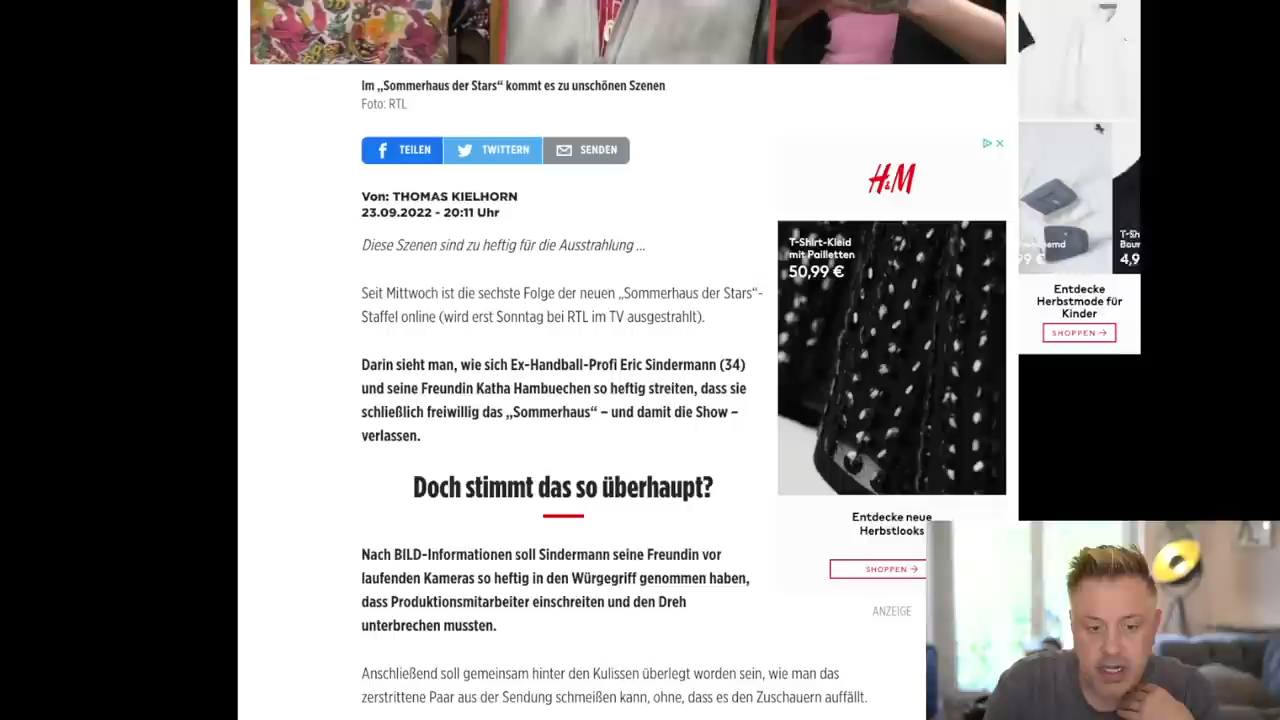 Im „Sommerhaus der Stars“ kommt es zu unschönen Szenen
Foto: RTL
TEILEN
TWITTERN
SENDEN
Von: THOMAS KIELHORN
23.09.2022 - 20:11 Uhr
Diese Szenen sind zu heftig für die Ausstrahlung ...
Seit Mittwoch ist die sechste Folge der neuen „Sommerhaus der Stars“-
Staffel online (wird erst Sonntag bei RTL im TV ausgestrahlt).
Darin sieht man, wie sich Ex-Handball-Profi Eric Sindermann (34)
und seine Freundin Katha Hambuechen so heftig streiten, dass sie
schließlich freiwillig das „Sommerhaus“ – und damit die Show –
verlassen.
Doch stimmt das so überhaupt?
Nach BILD-Informationen soll Sindermann seine Freundin vor
laufenden Kameras so heftig in den Würgegriff genommen haben,
dass Produktionsmitarbeiter einschreiten und den Dreh
unterbrechen mussten.
Anschließend soll gemeinsam hinter den Kulissen überlegt worden sein, wie man das
zerstrittene Paar aus der Sendung schmeißen kann, ohne, dass es den Zuschauern auffällt.
H&M
T-Shirt-Kleid
mit Pailletten
50,99 €
Entdecke neue
Herbstlooks
SHOPPEN →
ANZEIGE
emd
99 €
T-Sh
Baum
4,9
Entdecke
Herbstmode für
Kinder
SHOPPEN →